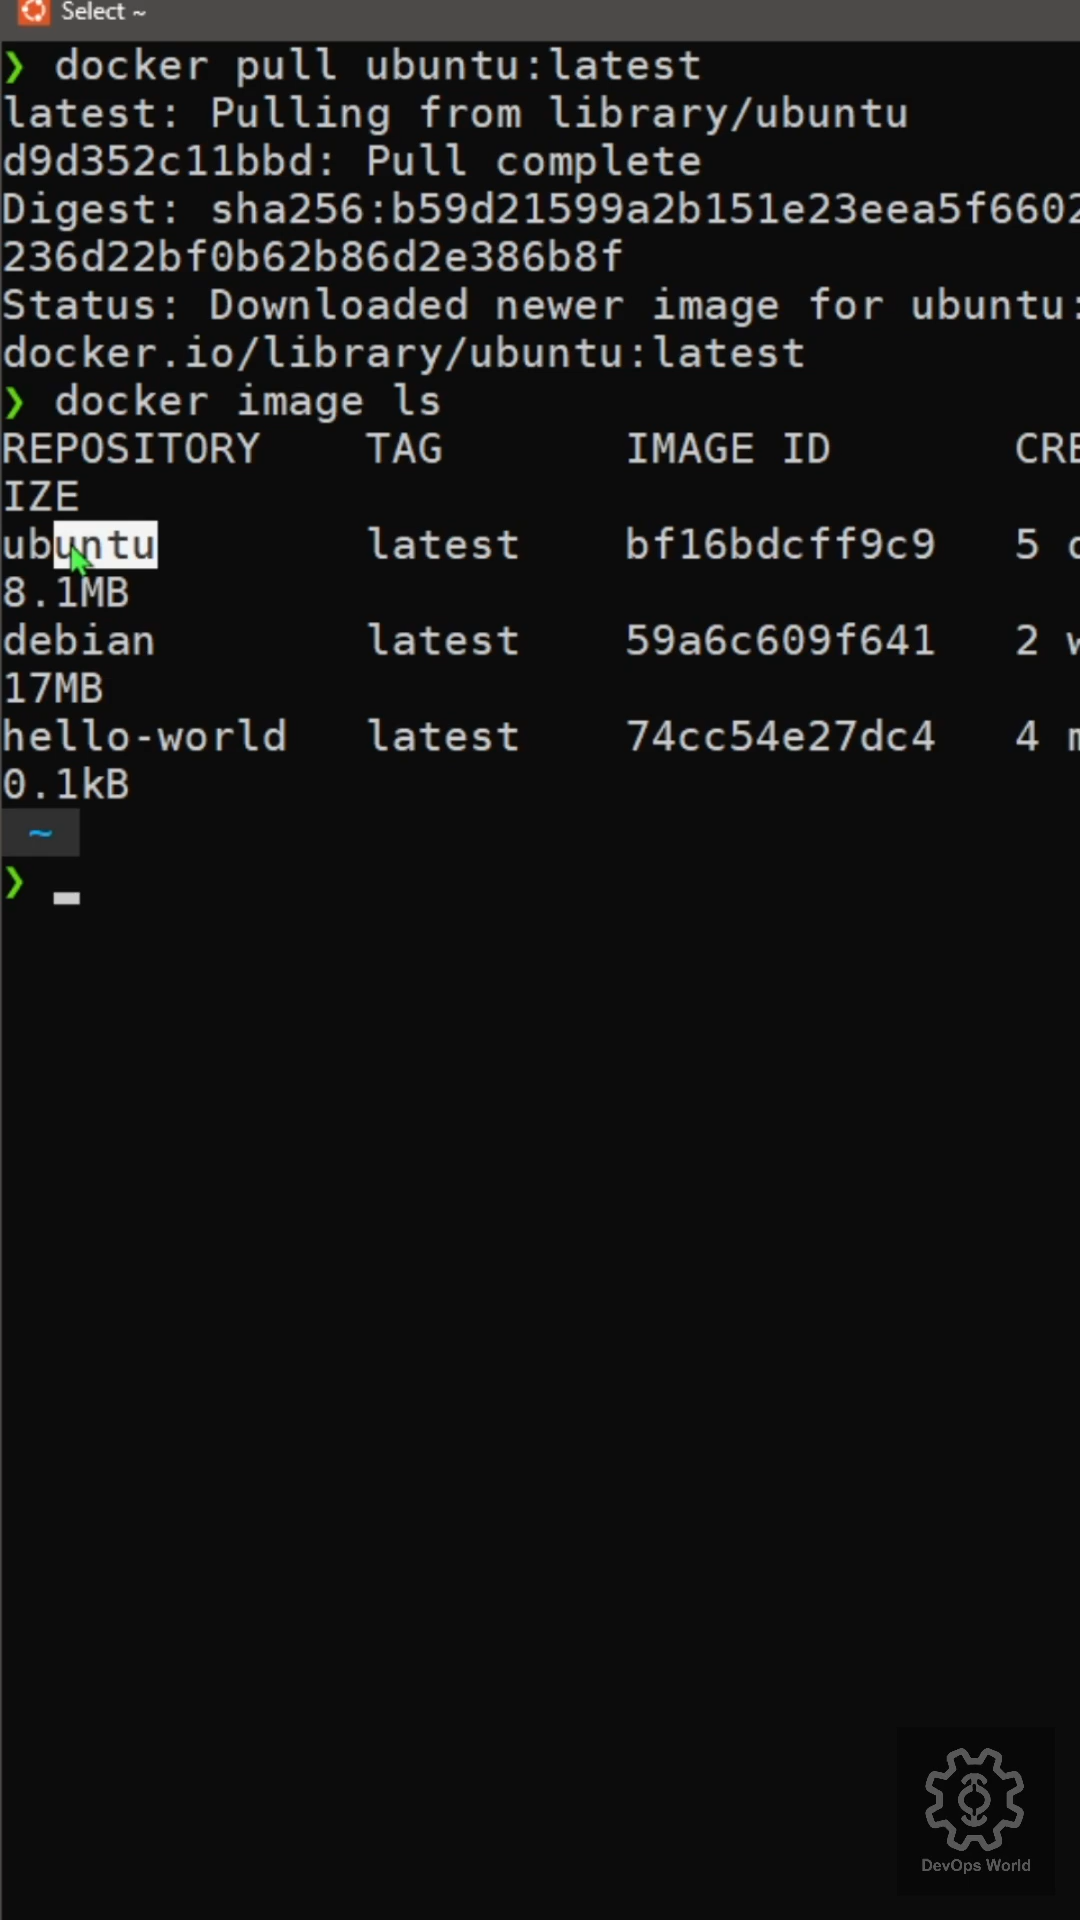 Select ~
❯ docker pull ubuntu:latest
latest: Pulling from library/ubuntu
d9d352c11bbd: Pull complete
Digest: sha256:b59d21599a2b151e23eea5f6602
236d22bf0b62b86d2e386b8f
Status: Downloaded newer image for ubuntu:
docker.io/library/ubuntu:latest
❯ docker image ls
REPOSITORY TAG IMAGE ID CRE
IZE
ubuntu latest bf16bdcff9c9 5 d
8.1MB
debian latest 59a6c609f641 2 w
17MB
hello-world latest 74cc54e27dc4 4 m
0.1kB
~
❯
DevOps World